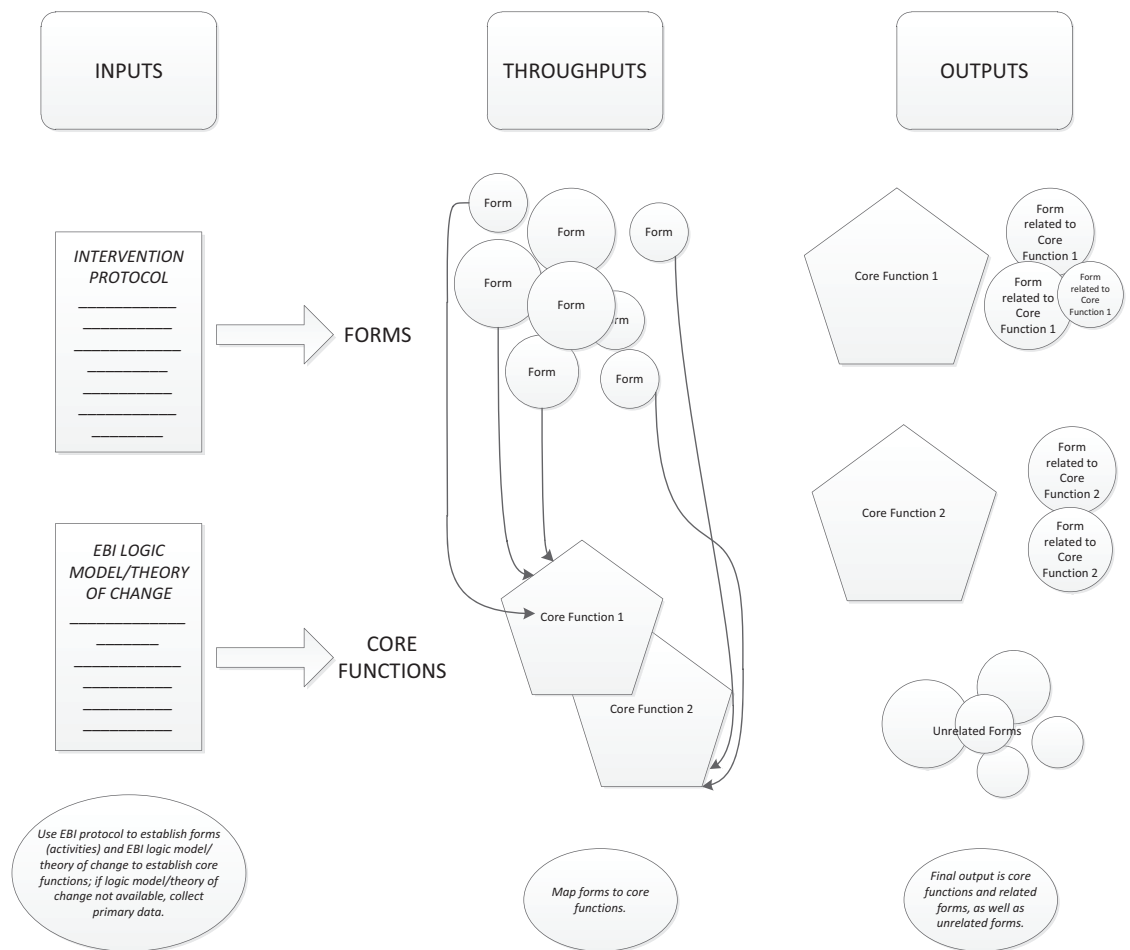 INPUTS
THROUGHPUTS
OUTPUTS
INTERVENTION
PROTOCOL
FORMS
EBI LOGIC
MODEL/THEORY
OF CHANGE
CORE
FUNCTIONS
Use EBI protocol to establish forms
(activities) and EBI logic model/
theory of change to establish core
functions; if logic model/theory of
change not available, collect
primary data.
Form
Form
Form
Form
Form
rm
Form
Form
Core Function 1
Core Function 2
Map forms to core
functions.
Core Function 1
Form
related to
Core
Function 1
Form
related to
Core
Function 1
Form
related to
Core
Function 1
Core Function 2
Form
related to
Core
Function 2
Form
related to
Core
Function 2
Unrelated Forms
Final output is core
functions and related
forms, as well as
unrelated forms.